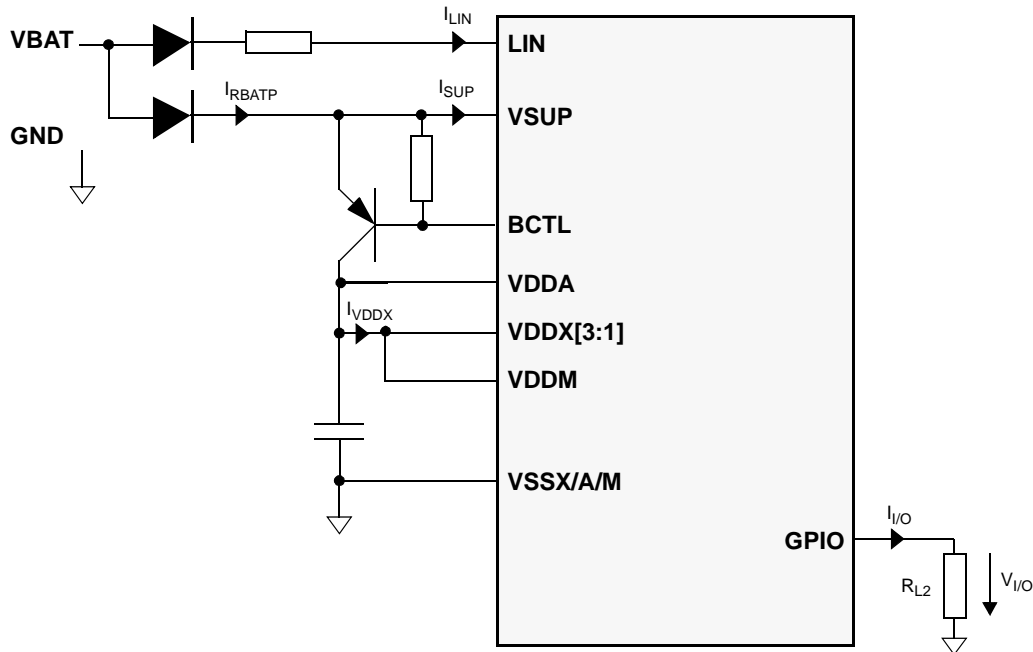 I_LIN
VBAT
LIN
I_RBATP
I_SUP
VSUP
GND
BCTL
VDDA
I_VDDX
VDDX[3:1]
VDDM
VSSX/A/M
I_I/O
GPIO
R_L2
V_I/O